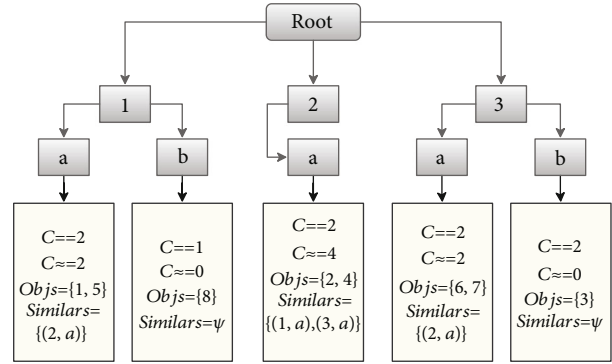 Root
1
2
3
a
b
a
a
b
C==2
C≈=2
Objs={1, 5}
Similars=
{(2, a)}
C==1
C≈=0
Objs={8}
Similars=ψ
C==2
C≈=4
Objs={2, 4}
Similars=
{(1, a),(3, a)}
C==2
C≈=2
Objs={6, 7}
Similars=
{(2, a)}
C==2
C≈=0
Objs={3}
Similars=ψ